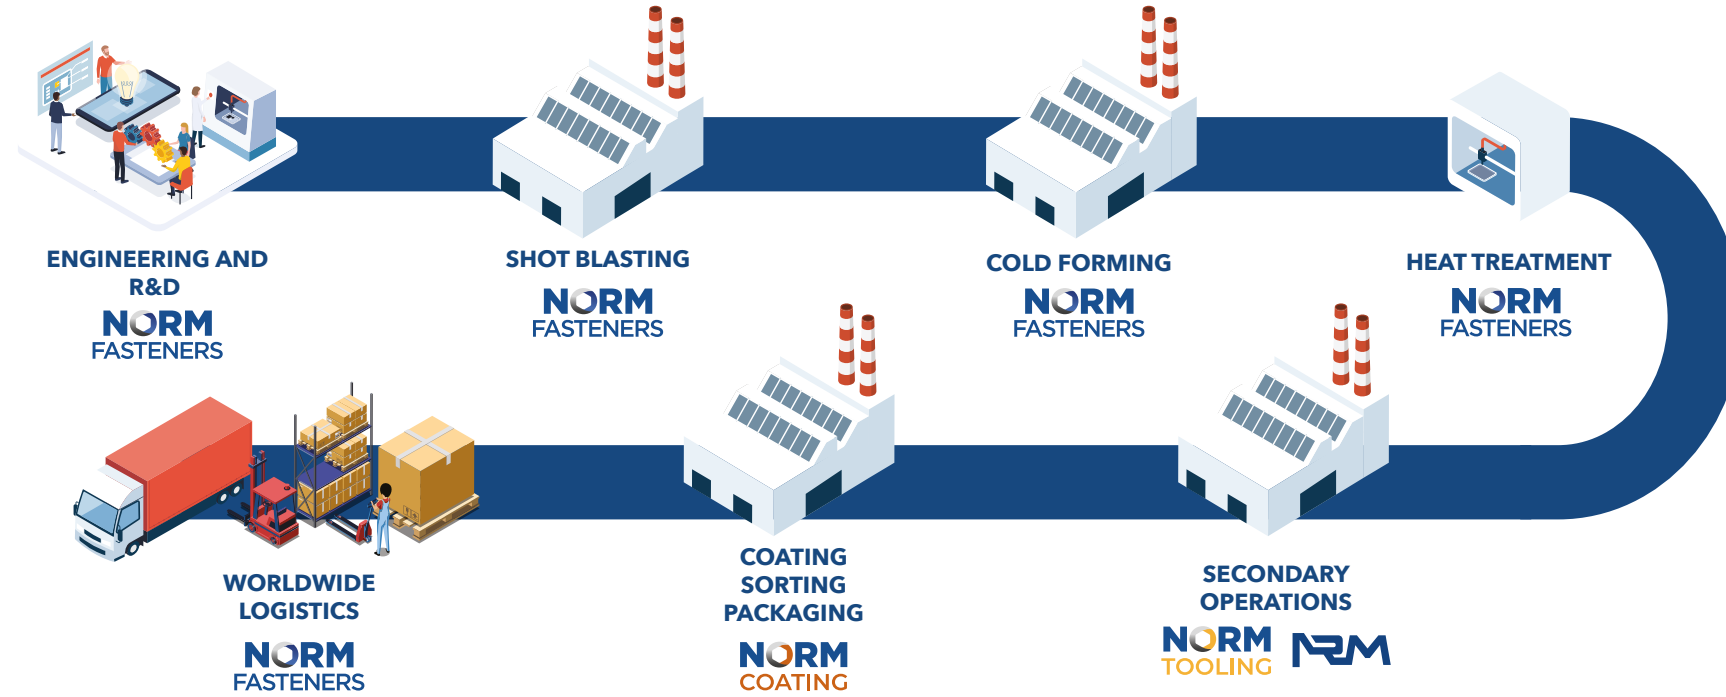 ENGINEERING AND
R&D
NORM
FASTENERS
SHOT BLASTING
NORM
FASTENERS
COLD FORMING
NORM
FASTENERS
HEAT TREATMENT
NORM
FASTENERS
SECONDARY
OPERATIONS
NORM
TOOLING
NRM
COATING
SORTING
PACKAGING
NORM
COATING
WORLDWIDE
LOGISTICS
NORM
FASTENERS